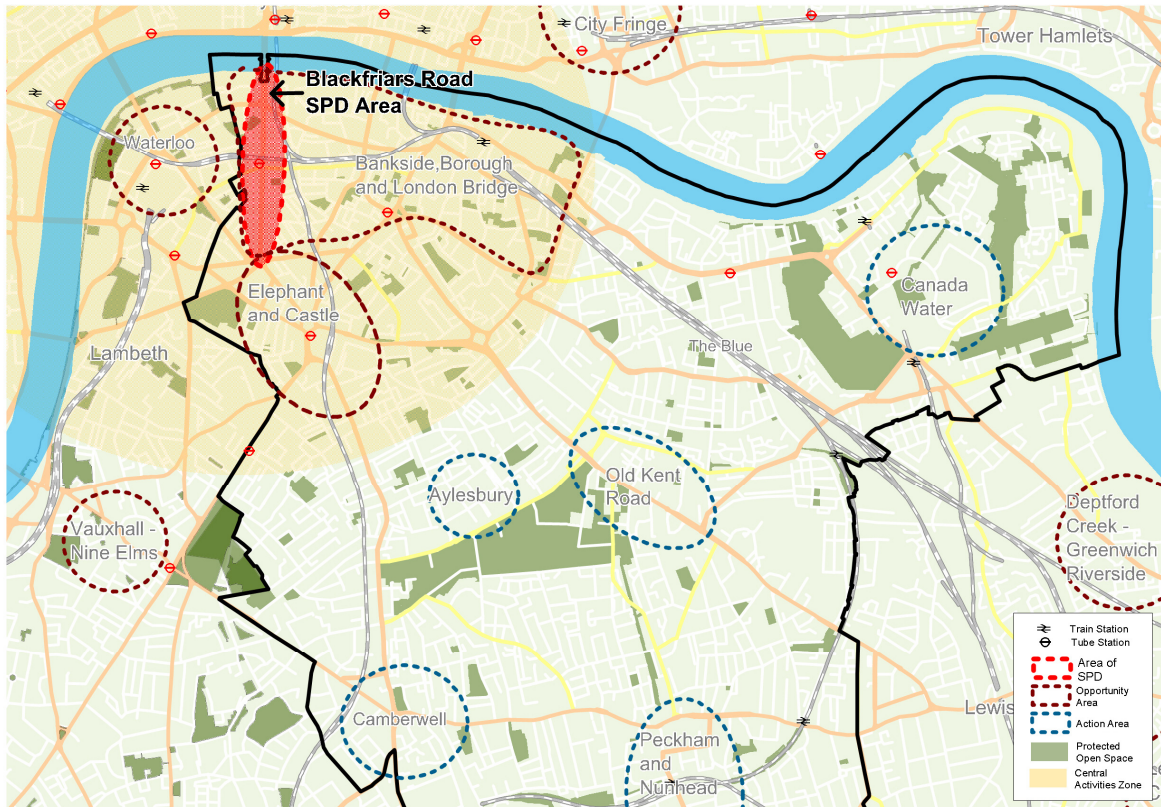 City Fringe
Tower Hamlets
Blackfriars Road
SPD Area
Waterloo
Bankside,Borough
and London Bridge
Elephant
and Castle
Canada
Water
Lambeth
The Blue
Aylesbury
Old Kent
Road
Vauxhall -
Nine Elms
Deptford
Creek -
Greenwich
Riverside
Camberwell
Peckham
and
Nunhead
Lewis
Train Station
Tube Station
Area of
SPD
Opportunity
Area
Action Area
Protected
Open Space
Central
Activities Zone